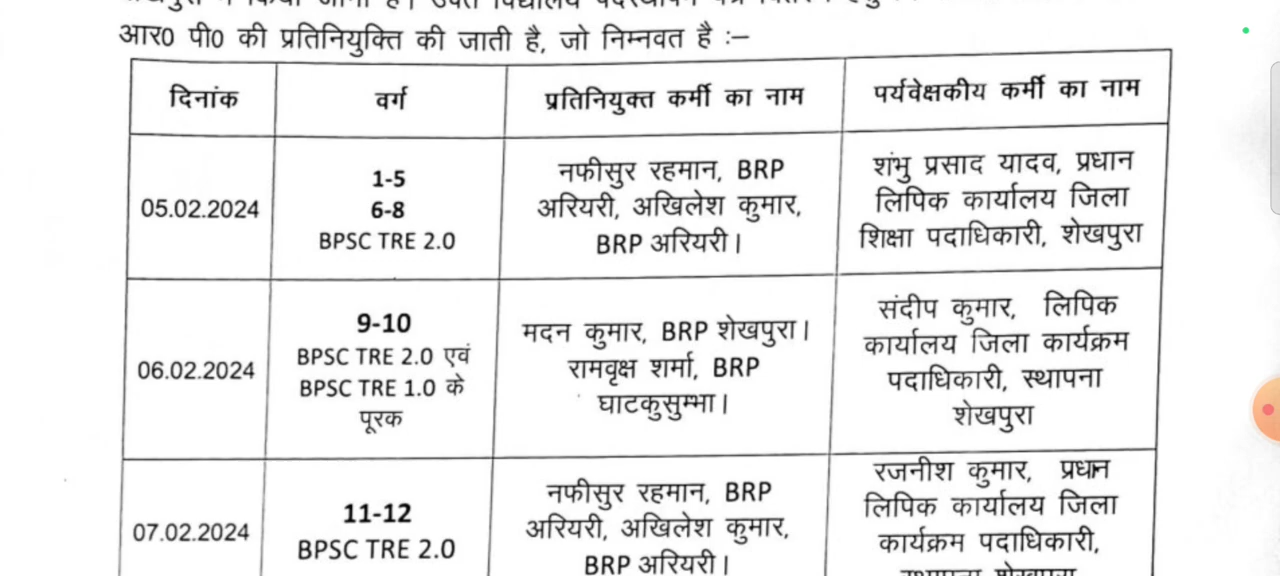 आर0 पी0 की प्रतिनियुक्ति की जाती है, जो निम्नवत है :–
दिनांक
वर्ग
प्रतिनियुक्त कर्मी का नाम
पर्यवेक्षकीय कर्मी का नाम
05.02.2024
1-5
6-8
BPSC TRE 2.0
नफीसुर रहमान, BRP
अरियरी, अखिलेश कुमार,
BRP अरियरी।
शंभु प्रसाद यादव, प्रधान
लिपिक कार्यालय जिला
शिक्षा पदाधिकारी, शेखपुरा
06.02.2024
9-10
BPSC TRE 2.0 एवं
BPSC TRE 1.0 के
पूरक
मदन कुमार, BRP शेखपुरा।
रामवृक्ष शर्मा, BRP
घाटकुसुम्भा।
संदीप कुमार, लिपिक
कार्यालय जिला कार्यक्रम
पदाधिकारी, स्थापना
शेखपुरा
07.02.2024
11-12
BPSC TRE 2.0
नफीसुर रहमान, BRP
अरियरी, अखिलेश कुमार,
BRP अरियरी।
रजनीश कुमार, प्रधान
लिपिक कार्यालय जिला
कार्यक्रम पदाधिकारी,